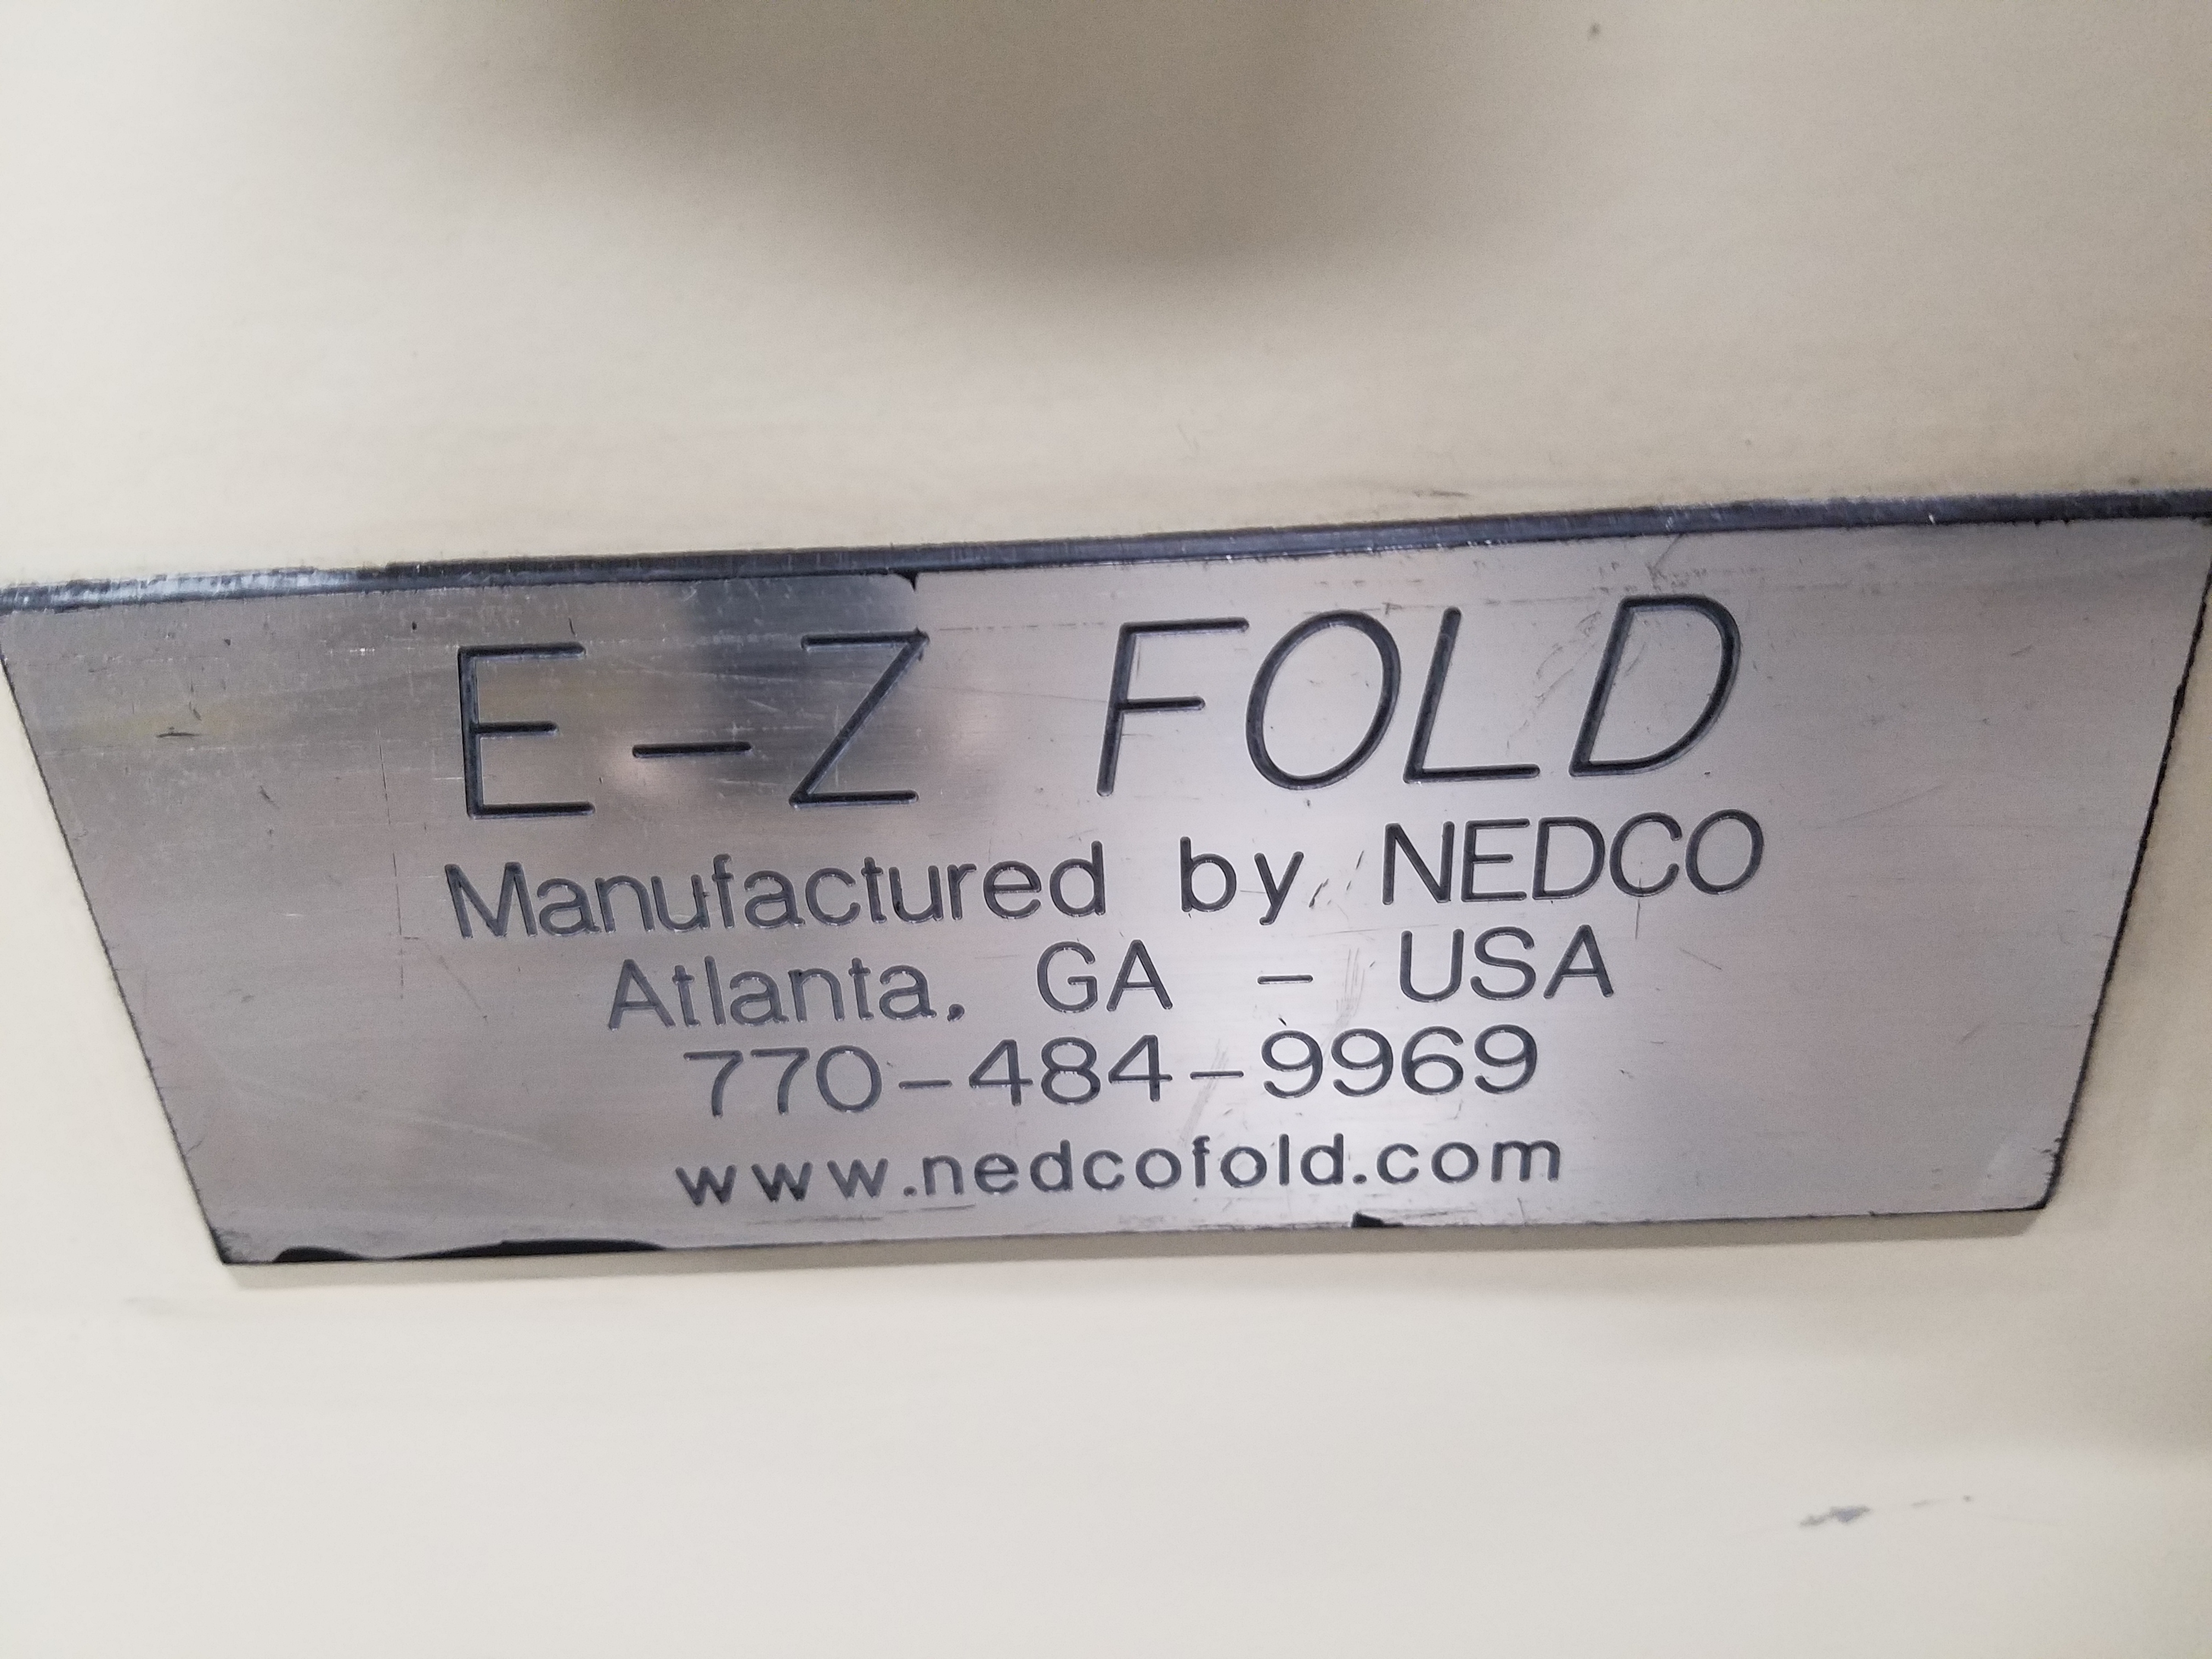 E-Z FOLD
Manufactured by NEDCO
Atlanta, GA - USA
770-484-9969
www.nedcofold.com